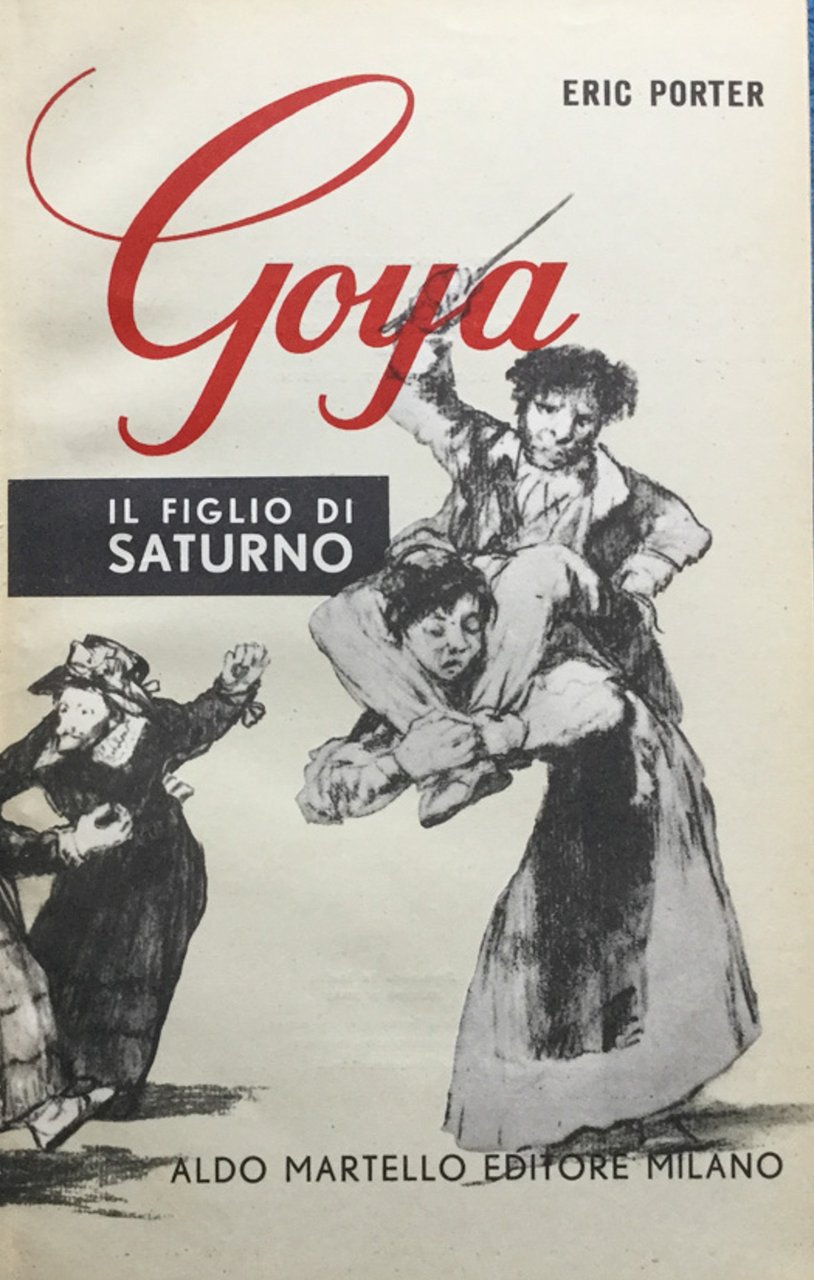 ERIC PORTER
Goya
IL FIGLIO DI
SATURNO
ALDO MARTELLO EDITORE MILANO